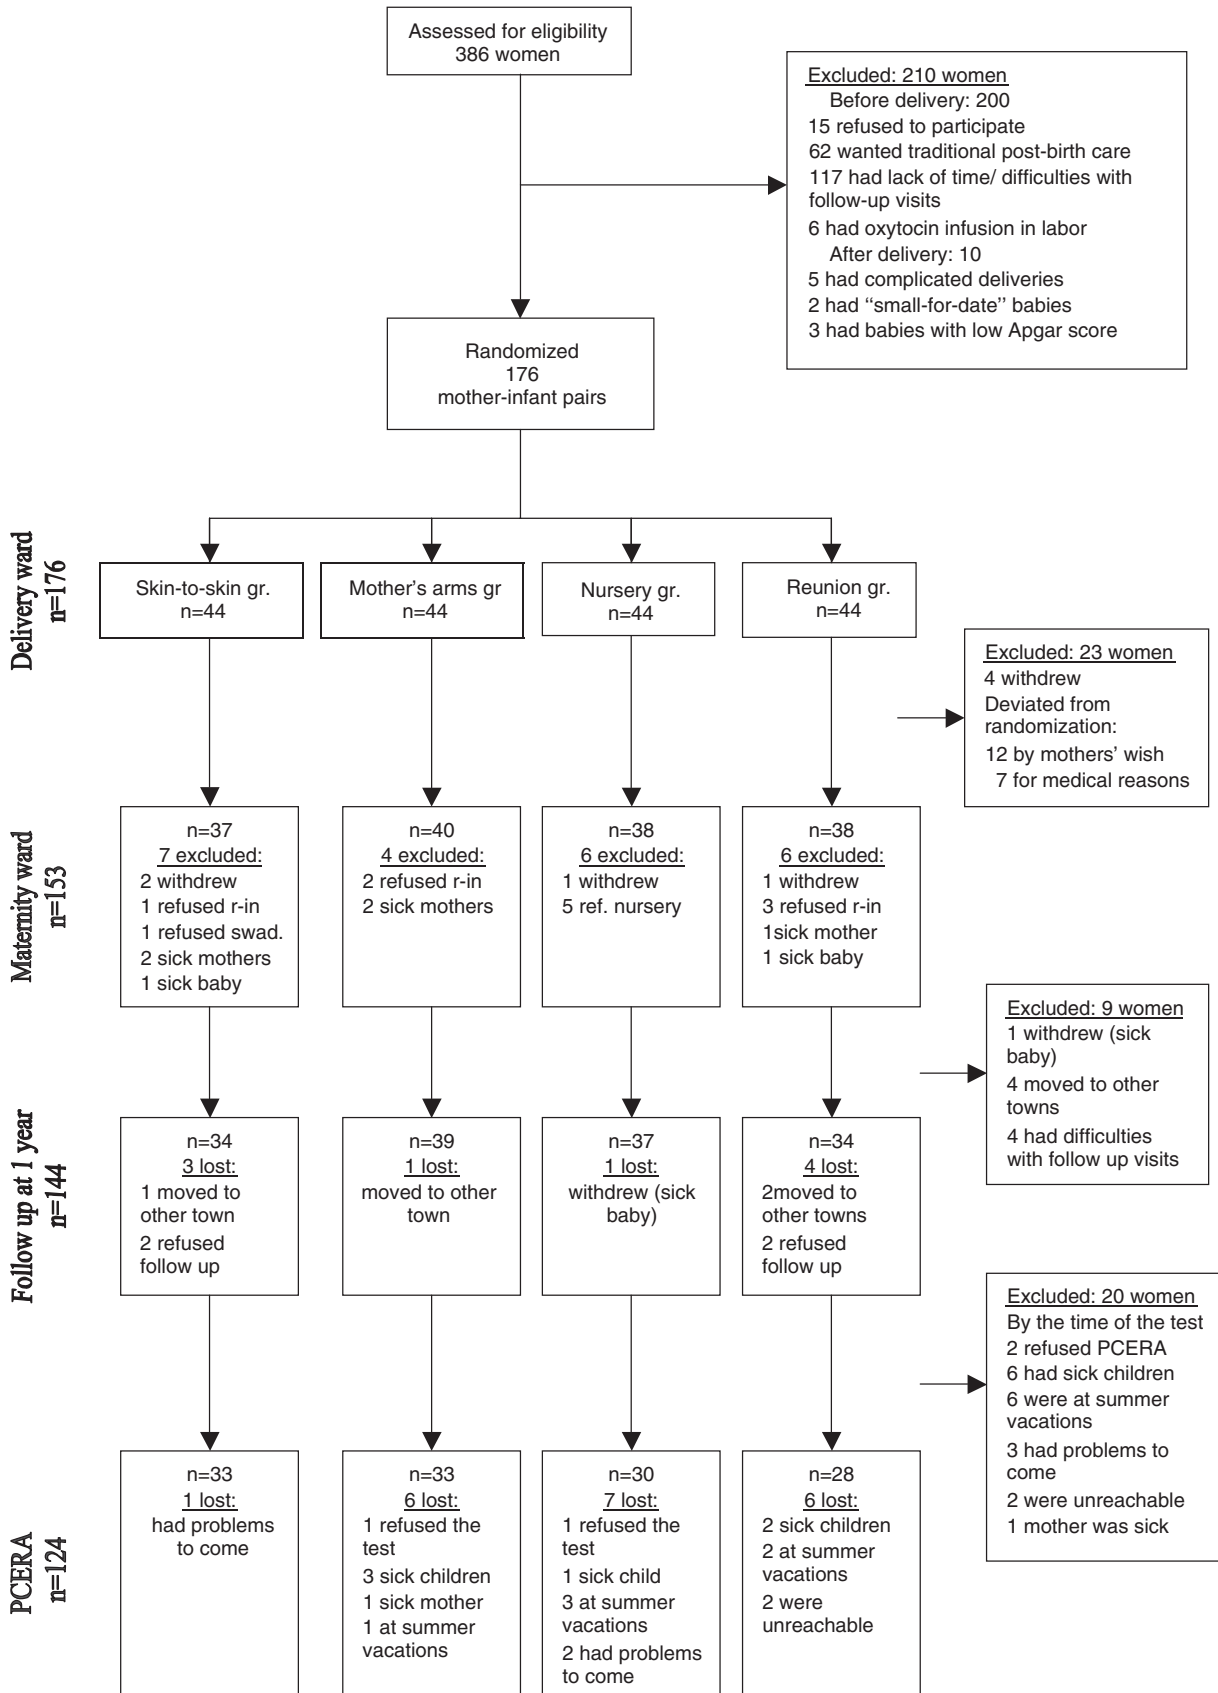 Assessed for eligibility
386 women
Excluded: 210 women
Before delivery: 200
15 refused to participate
62 wanted traditional post-birth care
117 had lack of time/ difficulties with
follow-up visits
6 had oxytocin infusion in labor
After delivery: 10
5 had complicated deliveries
2 had "small-for-date" babies
3 had babies with low Apgar score
Randomized
176
mother-infant pairs
Delivery ward
n=176
Skin-to-skin gr.
n=44
Mother's arms gr
n=44
Nursery gr.
n=44
Reunion gr.
n=44
Excluded: 23 women
4 withdrew
Deviated from
randomization:
12 by mothers' wish
7 for medical reasons
Maternity ward
n=153
n=37
7 excluded:
2 withdrew
1 refused r-in
1 refused swad.
2 sick mothers
1 sick baby
n=40
4 excluded:
2 refused r-in
2 sick mothers
n=38
6 excluded:
1 withdrew
5 ref. nursery
n=38
6 excluded:
1 withdrew
3 refused r-in
1sick mother
1 sick baby
Excluded: 9 women
1 withdrew (sick
baby)
4 moved to other
towns
4 had difficulties
with follow up visits
Follow up at 1 year
n=144
n=34
3 lost:
1 moved to
other town
2 refused
follow up
n=39
1 lost:
moved to other
town
n=37
1 lost:
withdrew (sick
baby)
n=34
4 lost:
2moved to
other towns
2 refused
follow up
Excluded: 20 women
By the time of the test
2 refused PCERA
6 had sick children
6 were at summer
vacations
3 had problems to
come
2 were unreachable
1 mother was sick
PCERA
n=124
n=33
1 lost:
had problems
to come
n=33
6 lost:
1 refused the
test
3 sick children
1 sick mother
1 at summer
vacations
n=30
7 lost:
1 refused the
test
1 sick child
3 at summer
vacations
2 had problems
to come
n=28
6 lost:
2 sick children
2 at summer
vacations
2 were
unreachable